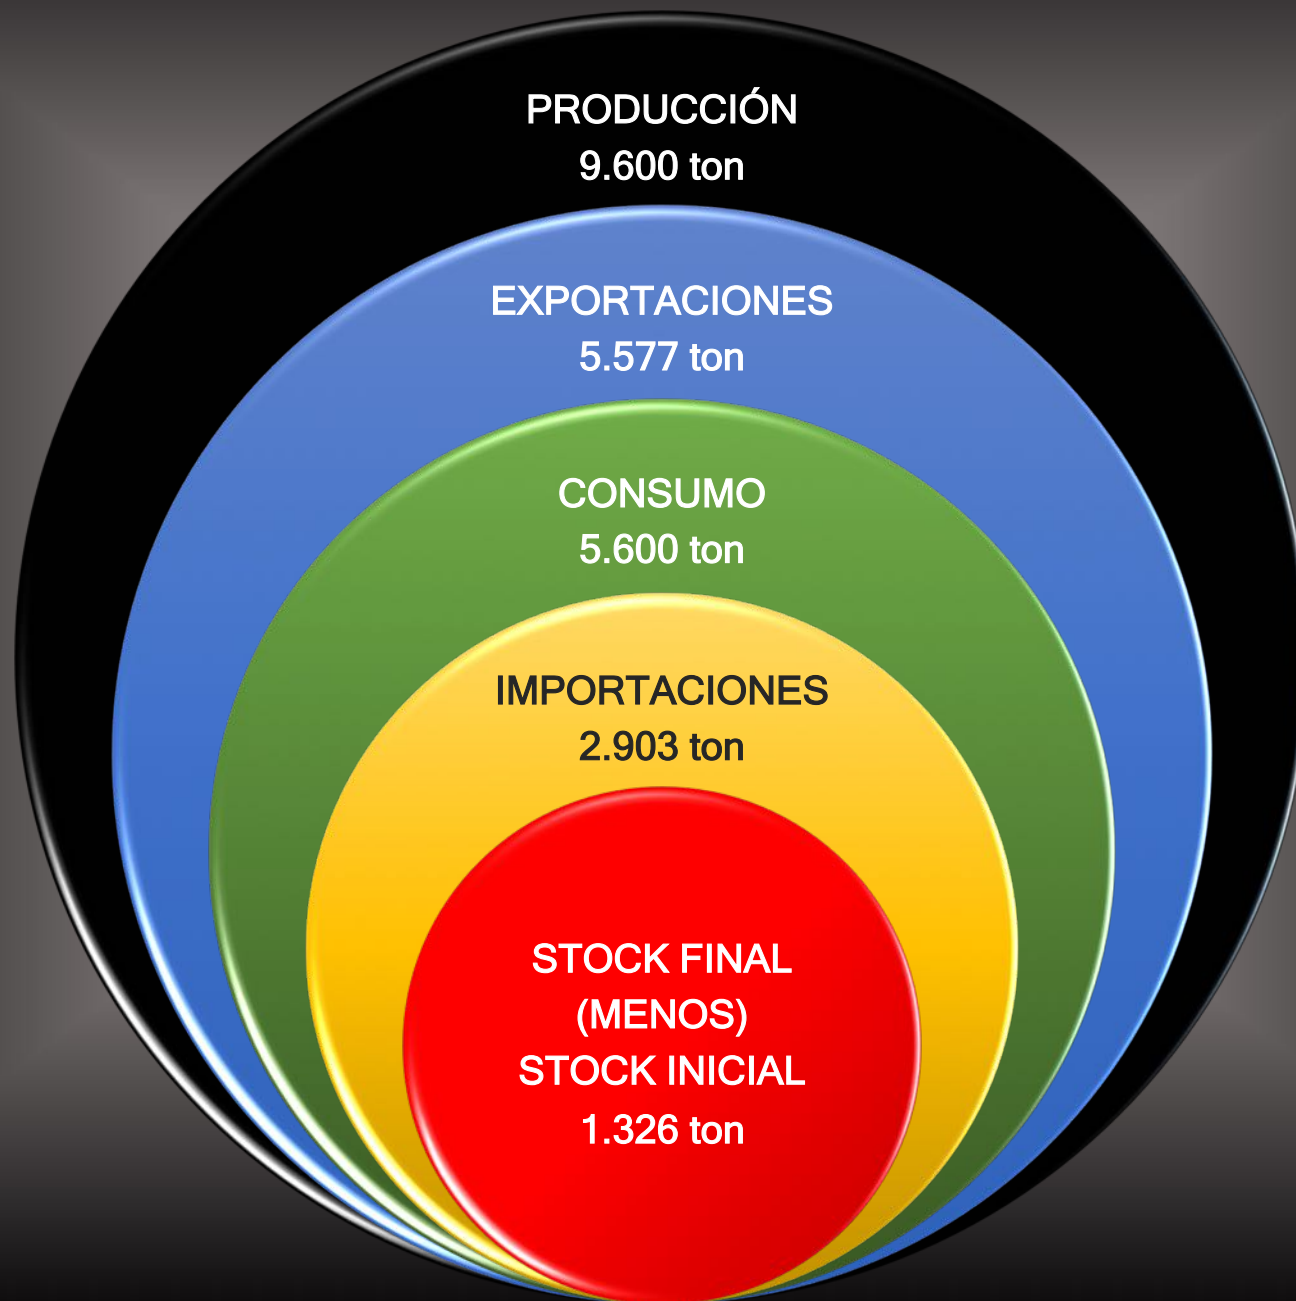 PRODUCCIÓN
9.600 ton
EXPORTACIONES
5.577 ton
CONSUMO
5.600 ton
IMPORTACIONES
2.903 ton
STOCK FINAL
(MENOS)
STOCK INICIAL
1.326 ton